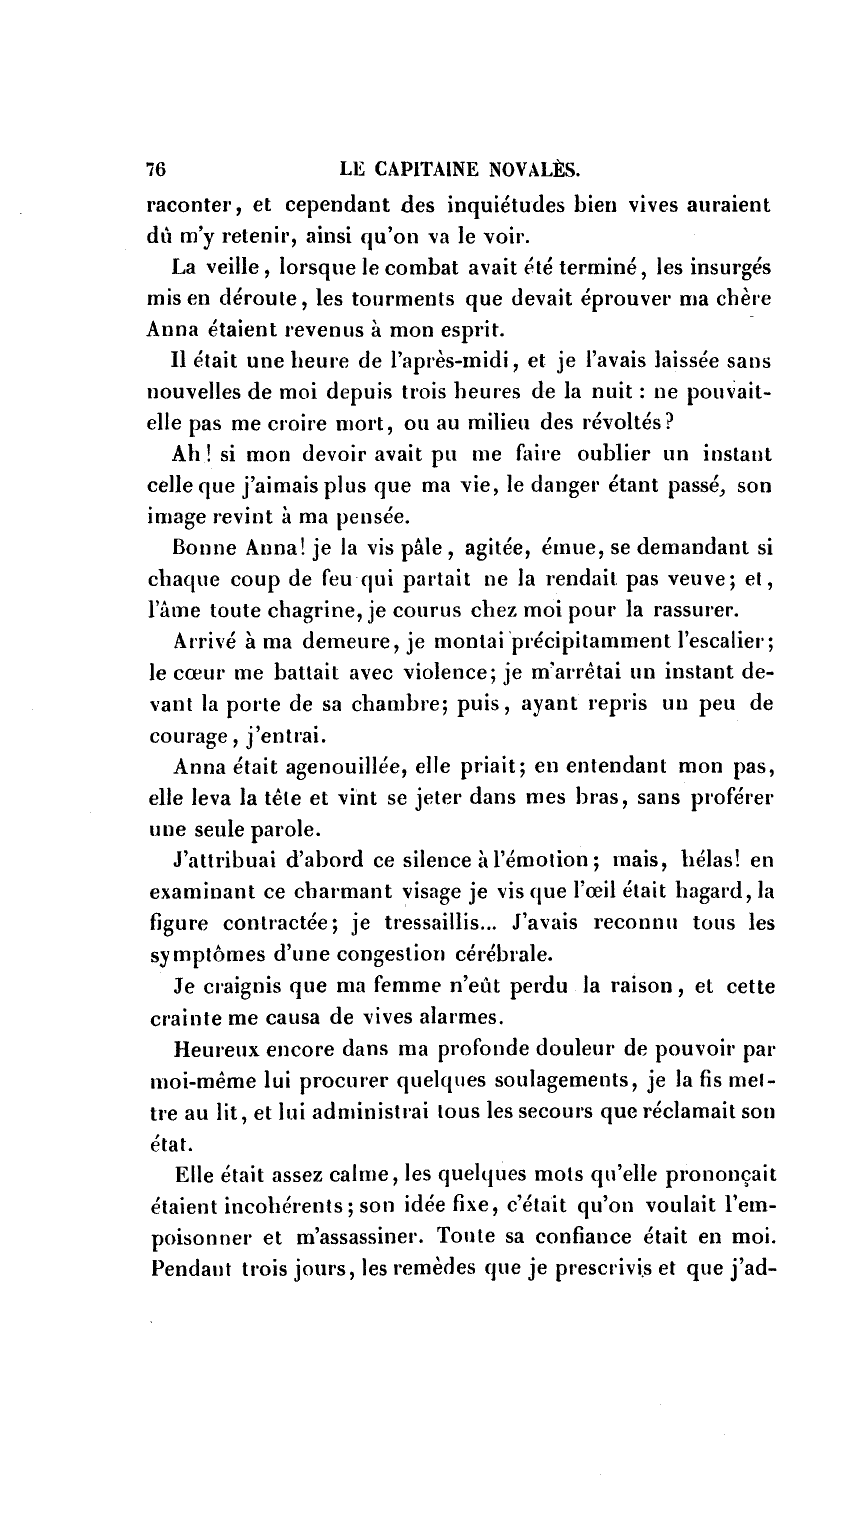 76 LE CAPITAINE NOVALÈS.
raconter, et cependant des inquiétudes bien vives auraient
dû m'y retenir, ainsi qu'on va le voir.
La veille, lorsque le combat avait été terminé, les insurgés
mis en déroute, les tourments que devait éprouver ma chère
Anna étaient revenus à mon esprit.
Il était une heure de l'après-midi, et je l'avais laissée sans
nouvelles de moi depuis trois heures de la nuit : ne pouvait-
elle pas me croire mort, ou au milieu des révoltés?
Ah! si mon devoir avait pu me faire oublier un instant
celle que j'aimais plus que ma vie, le danger étant passé, son
image revint à ma pensée.
Bonne Anna! je la vis pâle, agitée, émue, se demandant si
chaque coup de feu qui partait ne la rendait pas veuve; et,
l'âme toute chagrine, je courus chez moi pour la rassurer.
Arrivé à ma demeure, je montai précipitamment l'escalier;
le cœur me battait avec violence; je m'arrêtai un instant de-
vant la porte de sa chambre; puis, ayant repris un peu de
courage, j'entrai.
Anna était agenouillée, elle priait; en entendant mon pas,
elle leva la tête et vint se jeter dans mes bras, sans proférer
une seule parole.
J'attribuai d'abord ce silence à l'émotion; mais, hélas! en
examinant ce charmant visage je vis que l'œil était hagard, la
figure contractée; je tressaillis... J'avais reconnu tous les
symptômes d'une congestion cérébrale.
Je craignis que ma femme n'eût perdu la raison, et cette
crainte me causa de vives alarmes.
Heureux encore dans ma profonde douleur de pouvoir par
moi-même lui procurer quelques soulagements, je la fis met-
tre au lit, et lui administrai tous les secours que réclamait son
état.
Elle était assez calme, les quelques mots qu'elle prononçait
étaient incohérents; son idée fixe, c'était qu'on voulait l'em-
poisonner et m'assassiner. Toute sa confiance était en moi.
Pendant trois jours, les remèdes que je prescrivis et que j'ad-